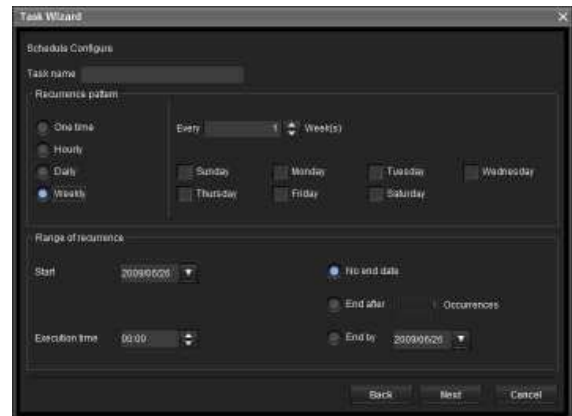 Task Wizard
Schedule Configure
Task name
Recurrence pattern
One time
Every 1 Week(s)
Hourly
Daily
Sunday Monday Tuesday Wednesday
Weekly
Thursday Friday Saturday
Range of recurrence
Start 2009/06/26
No end date
End after 1 Occurrences
Execution time 00:00
End by 2009/06/26
Back Next Cancel